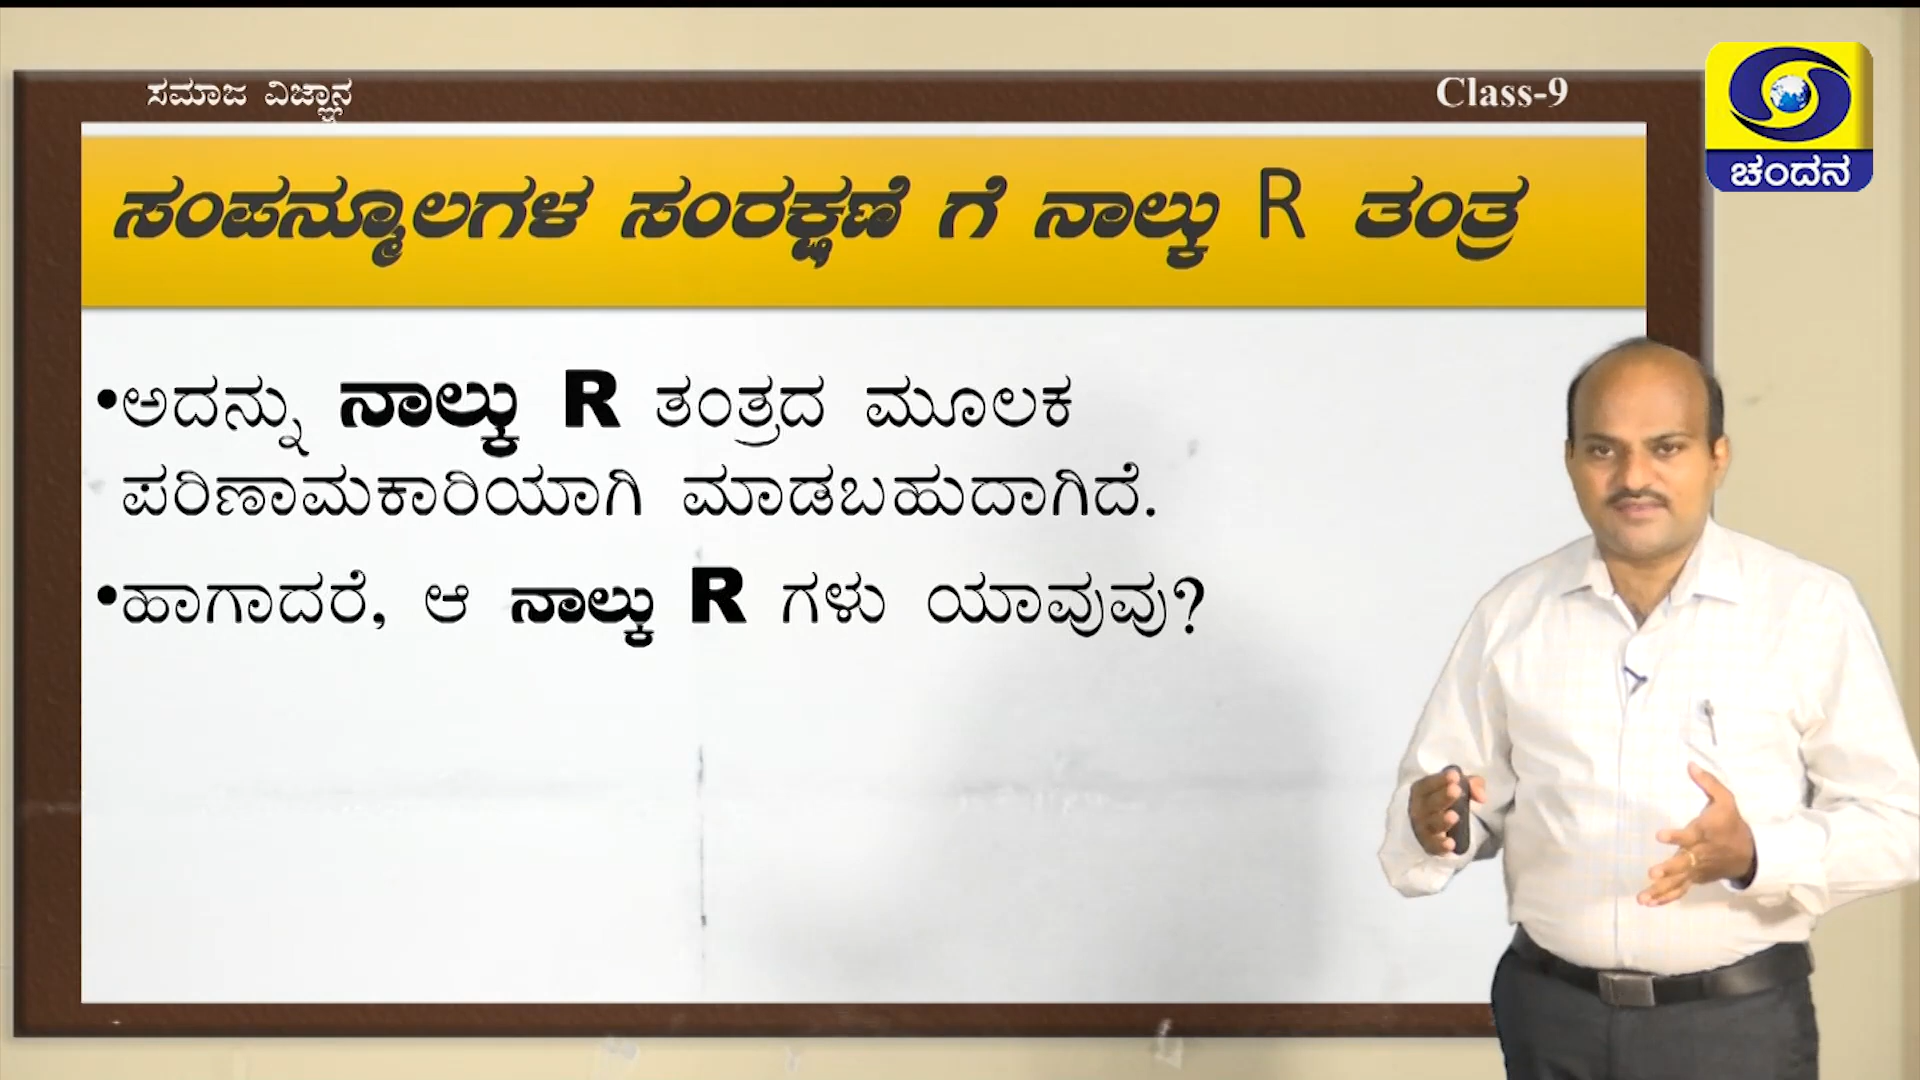 ಸಮಾಜ ವಿಜ್ಞಾನ
Class-9
ಚಂದನ
ಸಂಪನ್ಮೂಲಗಳ ಸಂರಕ್ಷಣೆ ಗೆ ನಾಲ್ಕು R ತಂತ್ರ
•ಅದನ್ನು ನಾಲ್ಕು R ತಂತ್ರದ ಮೂಲಕ
ಪರಿಣಾಮಕಾರಿಯಾಗಿ ಮಾಡಬಹುದಾಗಿದೆ.
•ಹಾಗಾದರೆ, ಆ ನಾಲ್ಕು R ಗಳು ಯಾವುವು?